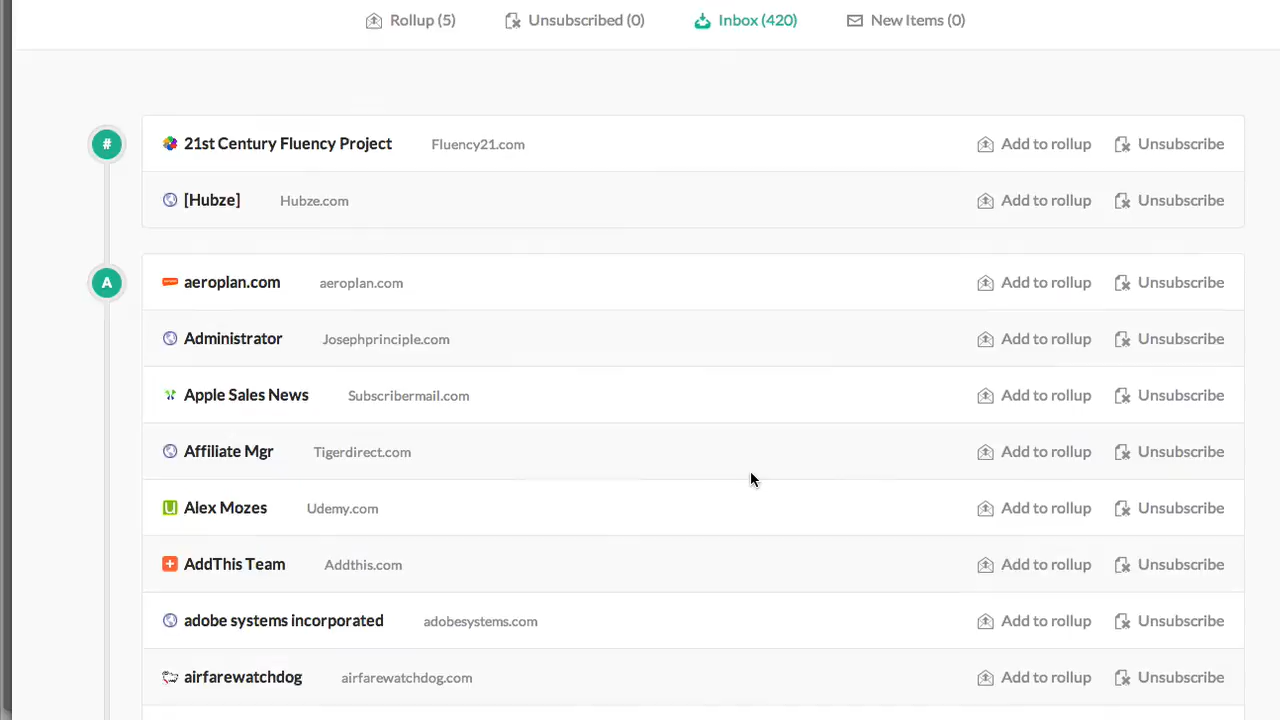 Rollup (5) Unsubscribed (0) Inbox (420) New Items (0)
# 21st Century Fluency Project Fluency21.com Add to rollup Unsubscribe
[Hubze] Hubze.com Add to rollup Unsubscribe
A aeroplan.com aeroplan.com Add to rollup Unsubscribe
Administrator Josephprinciple.com Add to rollup Unsubscribe
Apple Sales News Subscribermail.com Add to rollup Unsubscribe
Affiliate Mgr Tigerdirect.com Add to rollup Unsubscribe
Alex Mozes Udemy.com Add to rollup Unsubscribe
AddThis Team Addthis.com Add to rollup Unsubscribe
adobe systems incorporated adobesystems.com Add to rollup Unsubscribe
airfarewatchdog airfarewatchdog.com Add to rollup Unsubscribe